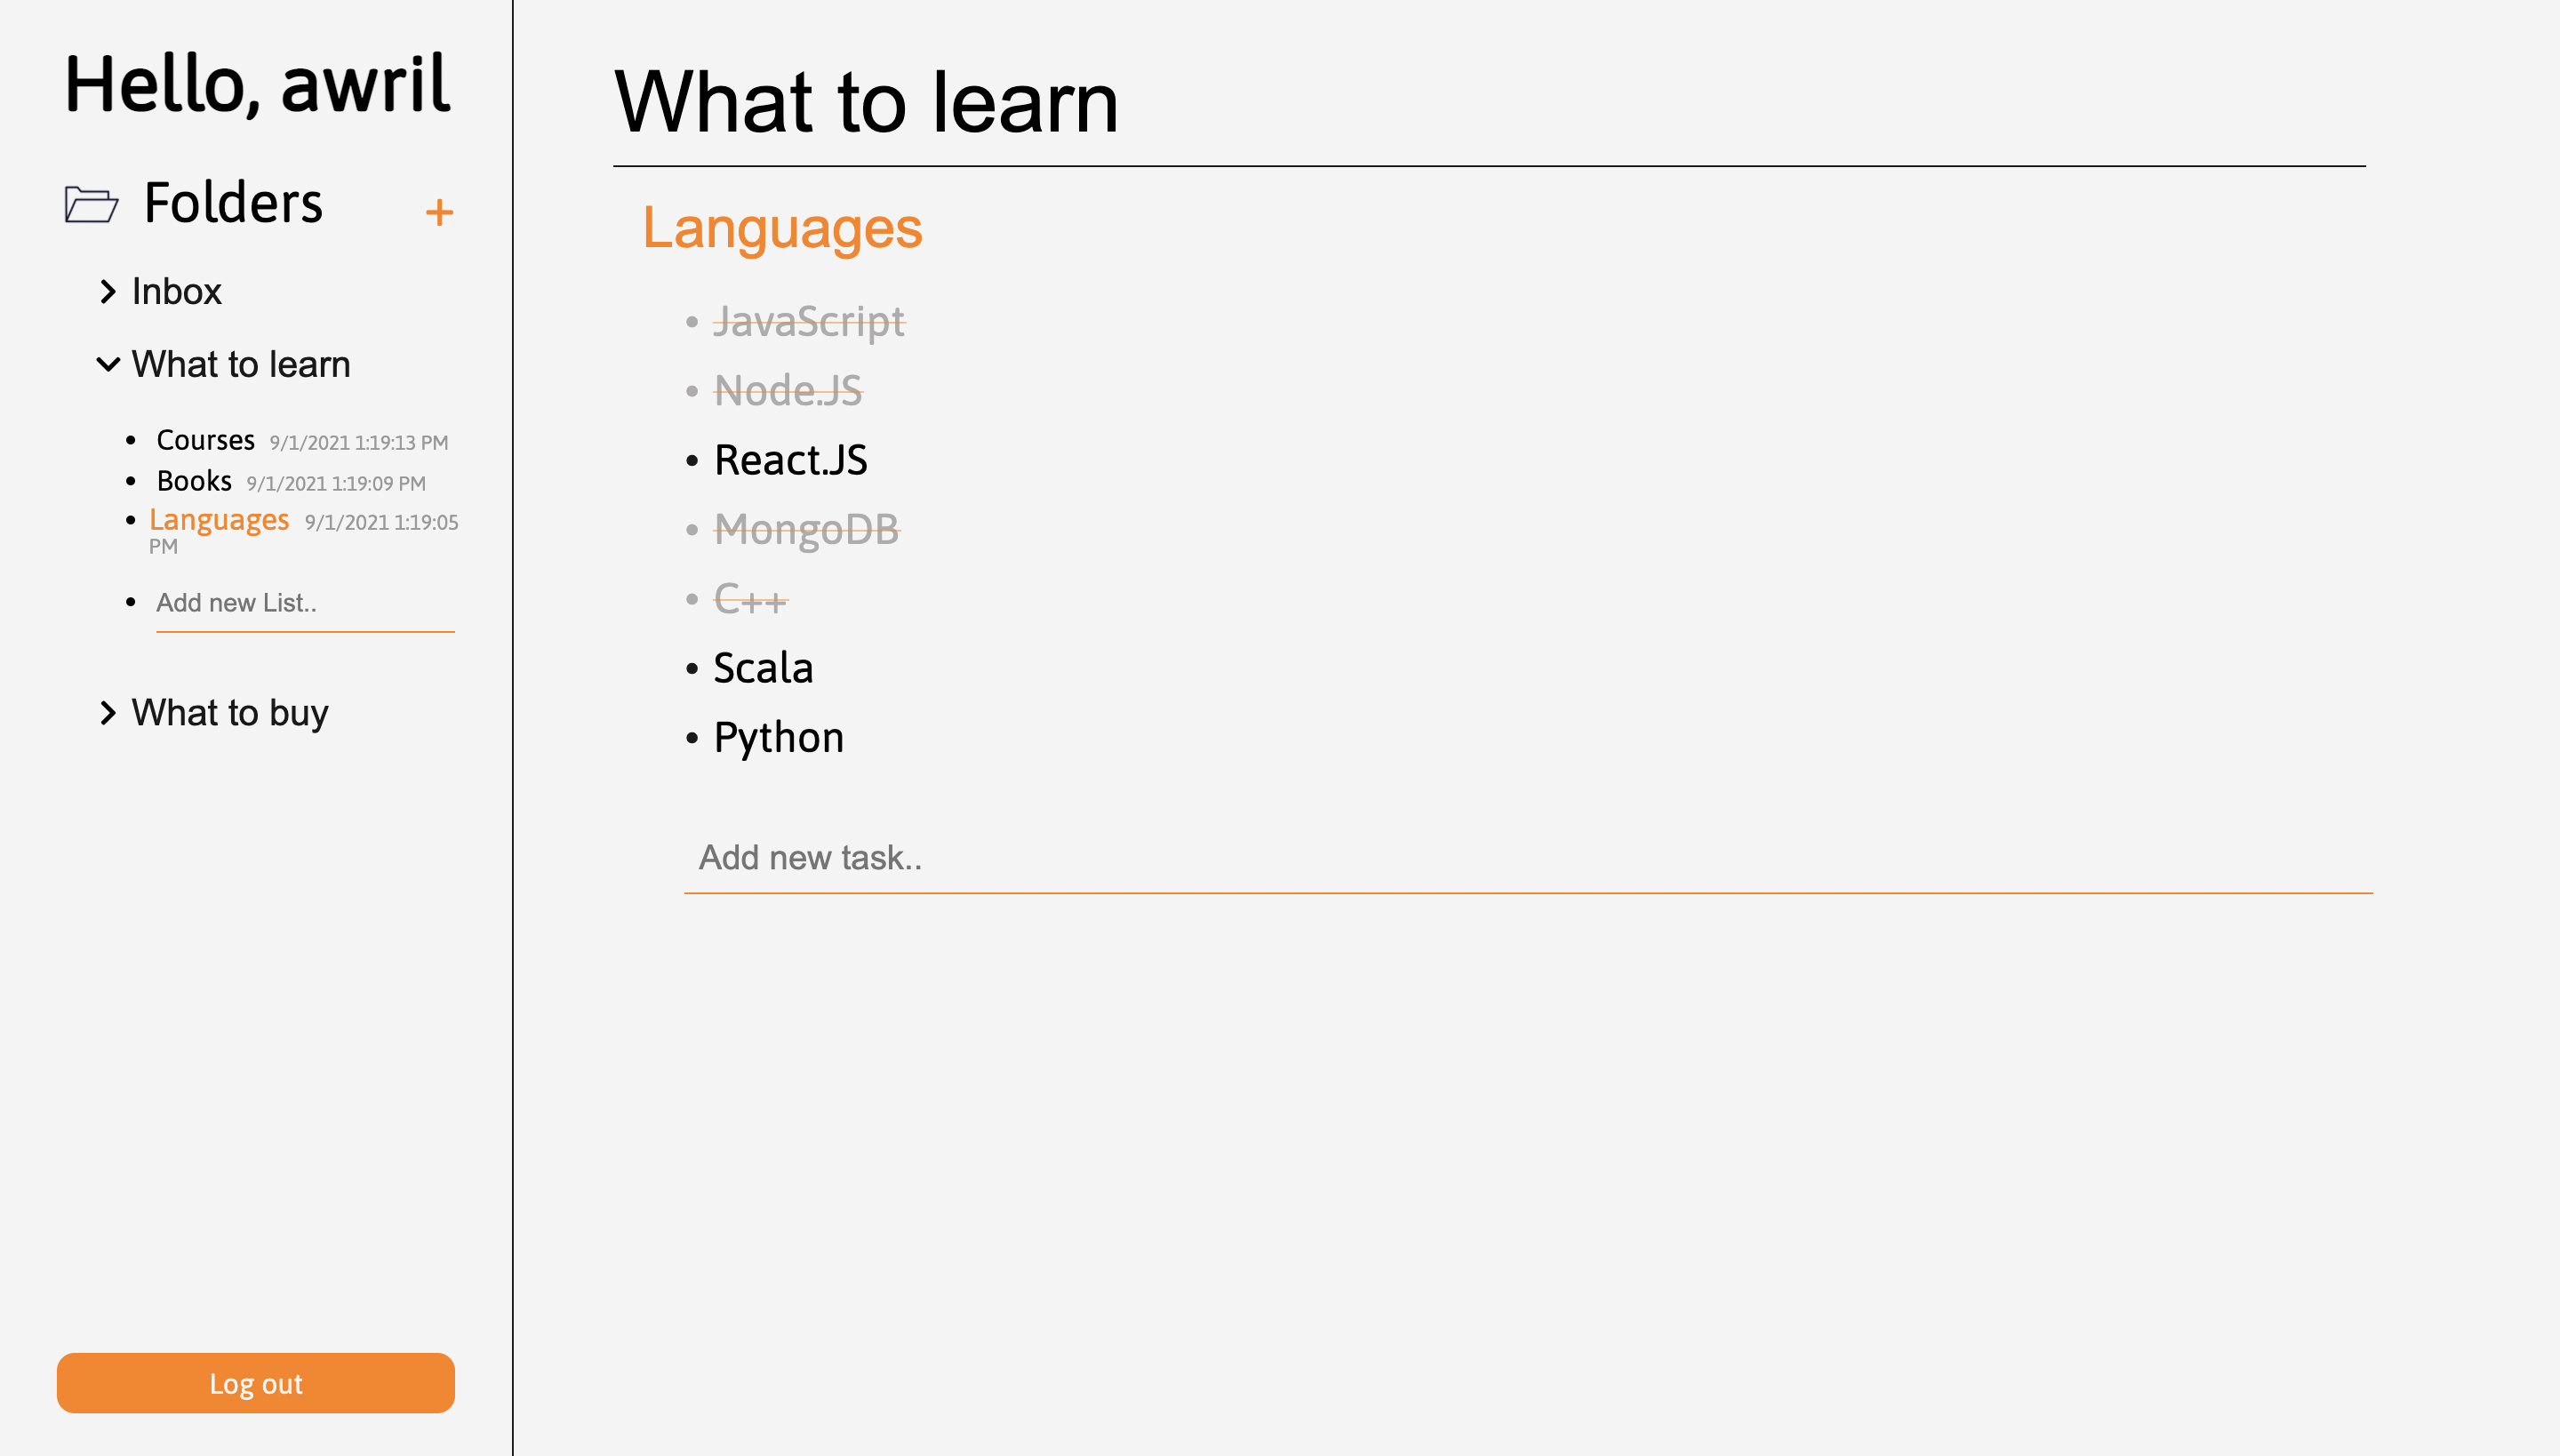 Hello, awril
Folders
+
Inbox
What to learn
• Courses 9/1/2021 1:19:13 PM
• Books 9/1/2021 1:19:09 PM
• Languages 9/1/2021 1:19:05
PM
• Add new List..
What to buy
Log out
What to learn
Languages
• JavaScript
• Node.JS
• React.JS
• MongoDB
• C++
• Scala
• Python
Add new task..